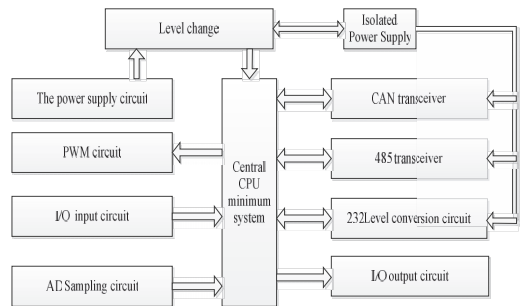 Level change
Isolated
Power Supply
The power supply circuit
CAN transceiver
PWM circuit
Central
CPU
minimum
system
485 transceiver
I/O input circuit
232Level conversion circuit
AD Sampling circuit
I/O output circuit